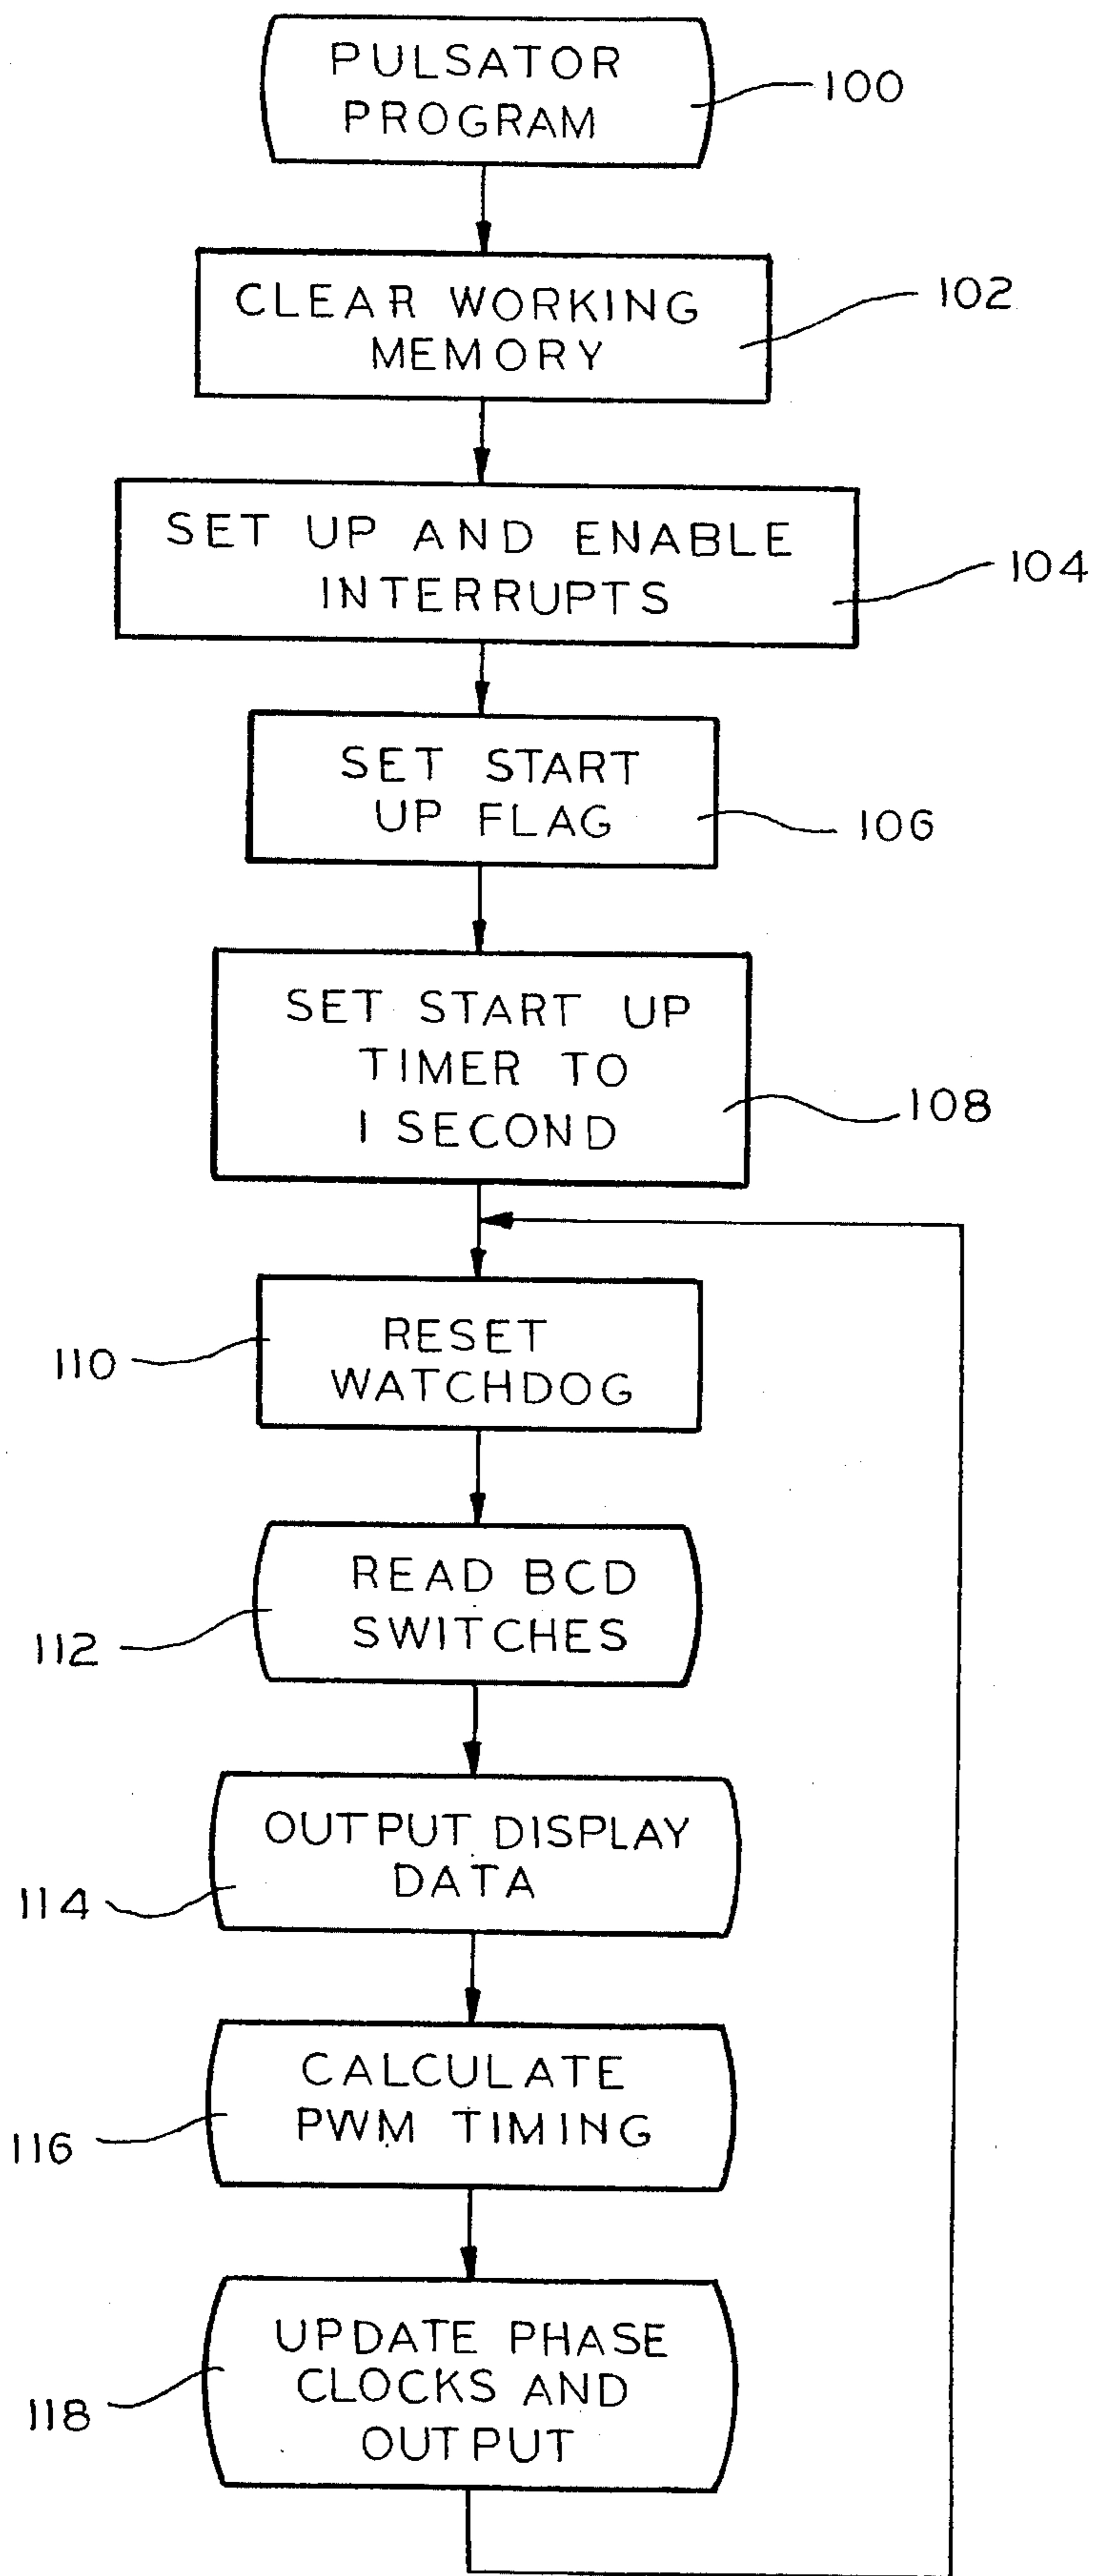 PULSATOR
PROGRAM
100
CLEAR WORKING
MEMORY
102
SET UP AND ENABLE
INTERRUPTS
104
SET START
UP FLAG
106
SET START UP
TIMER TO
1 SECOND
108
RESET
WATCHDOG
110
READ BCD
SWITCHES
112
OUTPUT DISPLAY
DATA
114
CALCULATE
PWM TIMING
116
UPDATE PHASE
CLOCKS AND
OUTPUT
118